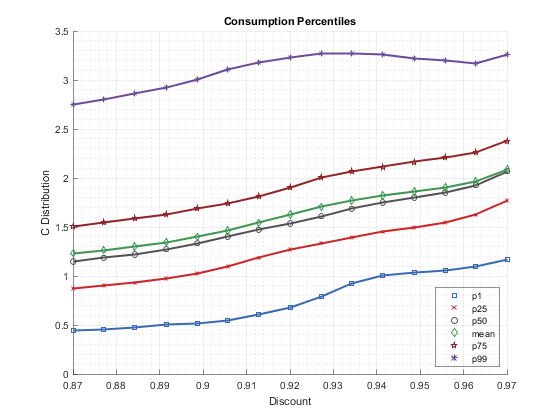 Consumption Percentiles
3.5
3
2.5
2
1.5
1
0.5
0
C Distribution
0.87
0.88
0.89
0.9
0.91
0.92
0.93
0.94
0.95
0.96
0.97
Discount
p1
p25
p50
mean
p75
p99